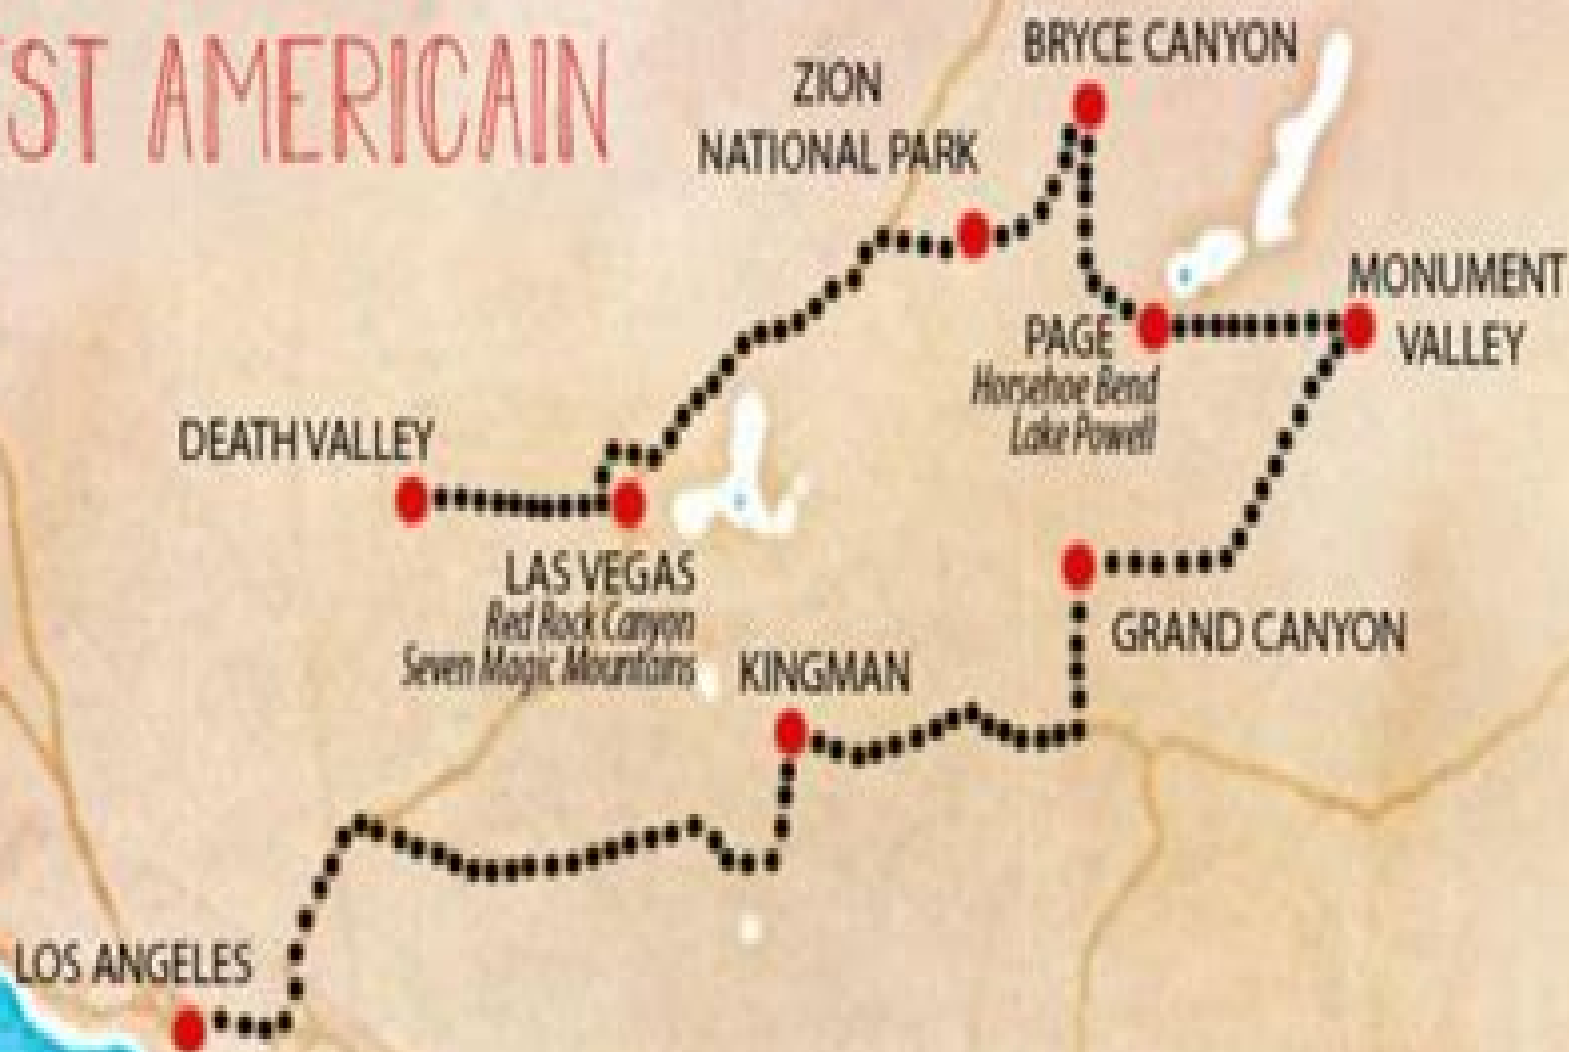 ST AMERICAIN
BRYCE CANYON
ZION
NATIONAL PARK
MONUMENT
VALLEY
PAGE
Horsehoe Bend
Lake Powell
DEATH VALLEY
LAS VEGAS
Red Rock Canyon
Seven Magic Mountains
GRAND CANYON
KINGMAN
LOS ANGELES